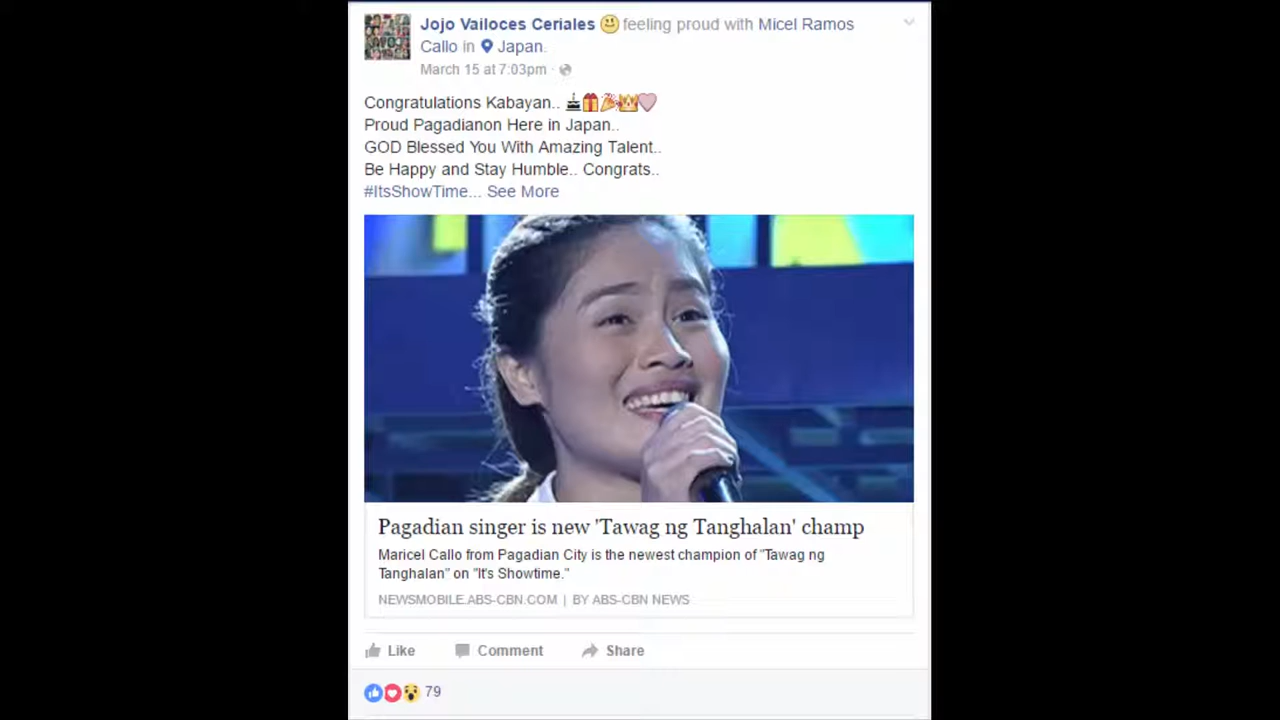 Jojo Vailoces Ceriales feeling proud with Micel Ramos
Callo in Japan.
March 15 at 7:03pm ·
Congratulations Kabayan..
Proud Pagadianon Here in Japan..
GOD Blessed You With Amazing Talent..
Be Happy and Stay Humble.. Congrats..
#ItsShowTime... See More
Pagadian singer is new 'Tawag ng Tanghalan' champ
Maricel Callo from Pagadian City is the newest champion of "Tawag ng
Tanghalan" on "It's Showtime."
NEWSMOBILE.ABS-CBN.COM | BY ABS-CBN NEWS
Like Comment Share
79